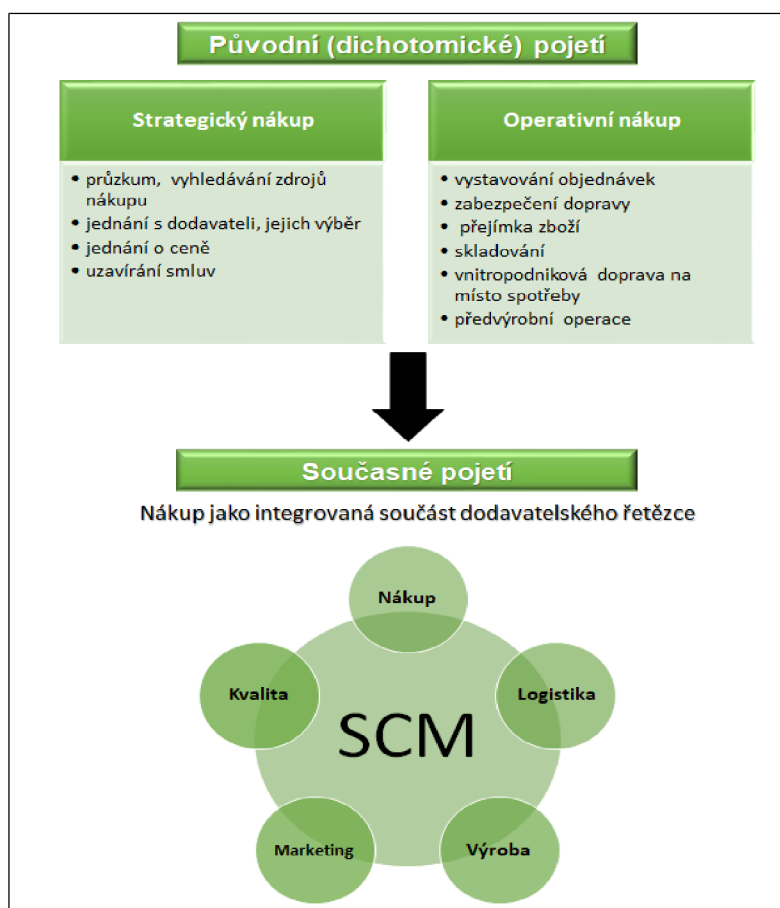 Původní (dichotomické) pojetí
Strategický nákup
• průzkum, vyhledávání zdrojů
nákupu
• jednání s dodavateli, jejich výběr
• jednání o ceně
• uzavírání smluv
Operativní nákup
• vystavování objednávek
• zabezpečení dopravy
• přejímka zboží
• skladování
• vnitropodniková doprava na
místo spotřeby
• předvýrobní operace
Současné pojetí
Nákup jako integrovaná součást dodavatelského řetězce
Nákup
Kvalita
Logistika
SCM
Marketing
Výroba